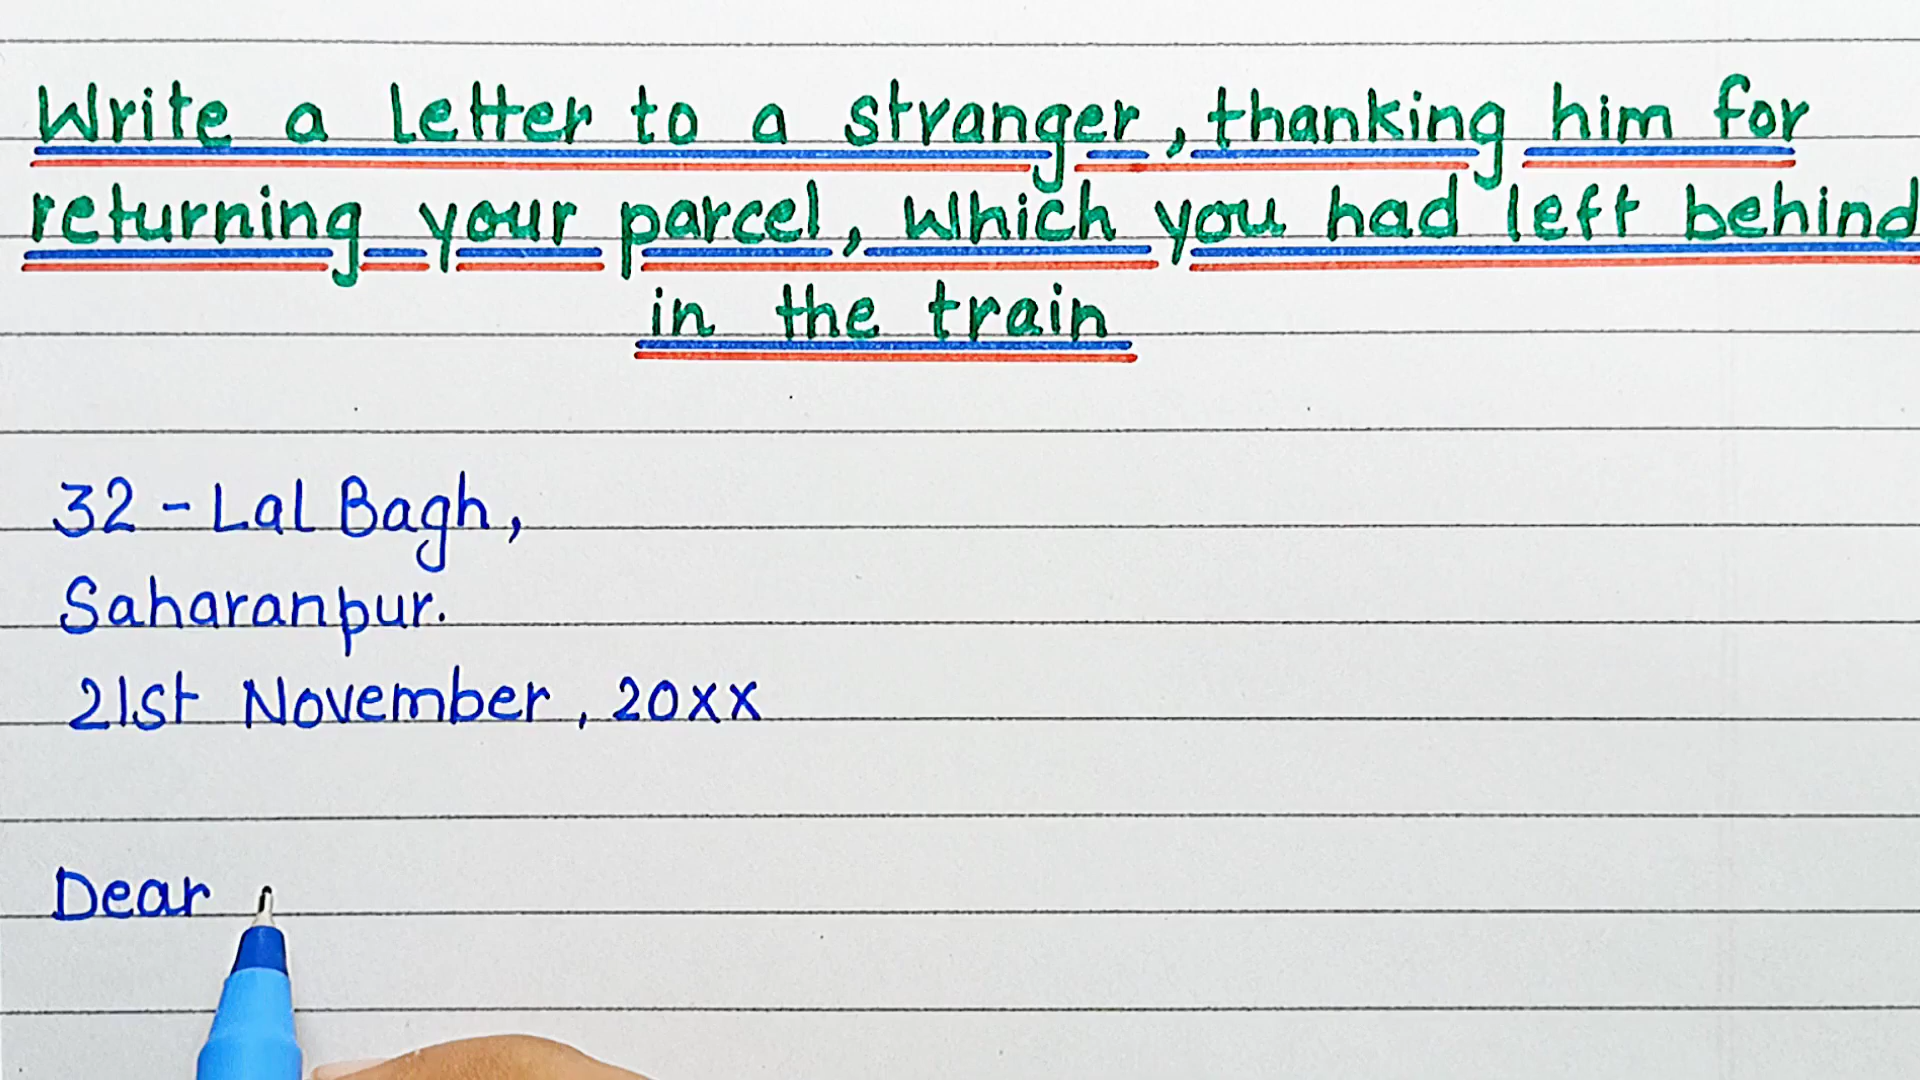 Write a letter to a stranger, thanking him for
returning your parcel, which you had left behind
in the train
32 - Lal Bagh,
Saharanpur.
21st November, 20xx
Dear